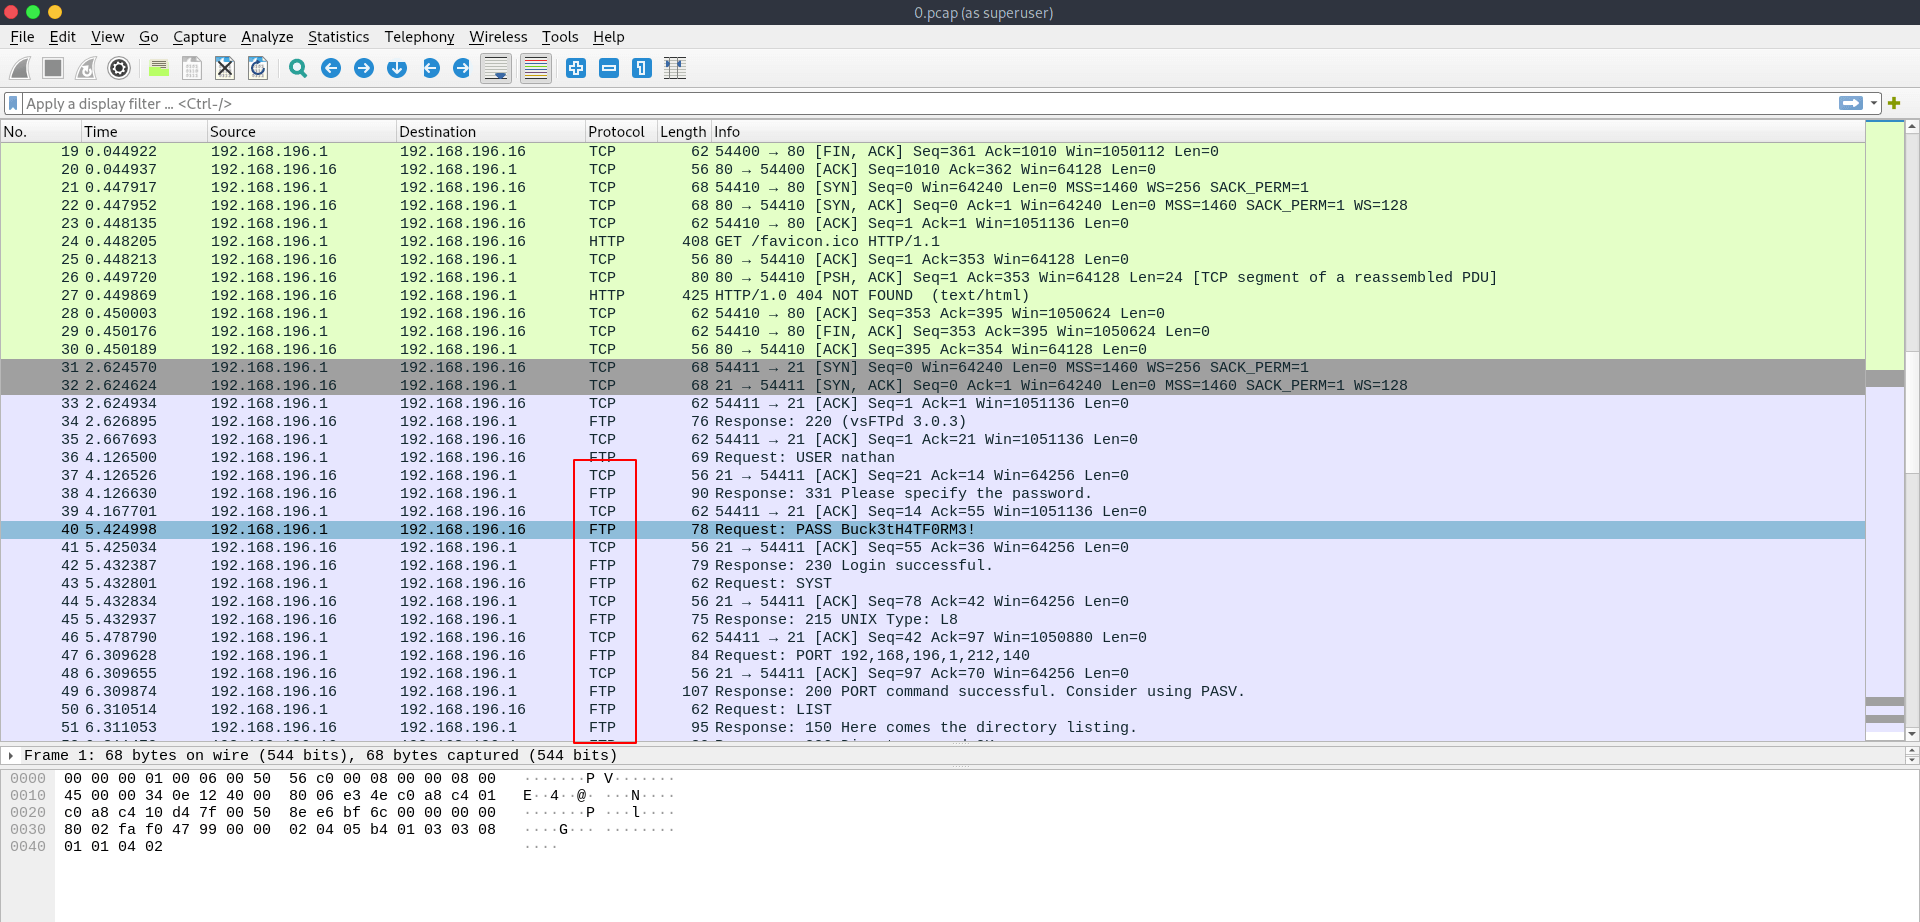 0.pcap (as superuser)
File Edit View Go Capture Analyze Statistics Telephony Wireless Tools Help
Apply a display filter … <Ctrl-/>
No. Time Source Destination Protocol Length Info
19 0.044922 192.168.196.1 192.168.196.16 TCP 62 54400 → 80 [FIN, ACK] Seq=361 Ack=1010 Win=1050112 Len=0
20 0.044937 192.168.196.16 192.168.196.1 TCP 56 80 → 54400 [ACK] Seq=1010 Ack=362 Win=64128 Len=0
21 0.447917 192.168.196.1 192.168.196.16 TCP 68 54410 → 80 [SYN] Seq=0 Win=64240 Len=0 MSS=1460 WS=256 SACK_PERM=1
22 0.447952 192.168.196.16 192.168.196.1 TCP 68 80 → 54410 [SYN, ACK] Seq=0 Ack=1 Win=64240 Len=0 MSS=1460 SACK_PERM=1 WS=128
23 0.448135 192.168.196.1 192.168.196.16 TCP 62 54410 → 80 [ACK] Seq=1 Ack=1 Win=1051136 Len=0
24 0.448205 192.168.196.1 192.168.196.16 HTTP 408 GET /favicon.ico HTTP/1.1
25 0.448213 192.168.196.16 192.168.196.1 TCP 56 80 → 54410 [ACK] Seq=1 Ack=353 Win=64128 Len=0
26 0.449720 192.168.196.16 192.168.196.1 TCP 80 80 → 54410 [PSH, ACK] Seq=1 Ack=353 Win=64128 Len=24 [TCP segment of a reassembled PDU]
27 0.449869 192.168.196.16 192.168.196.1 HTTP 425 HTTP/1.0 404 NOT FOUND (text/html)
28 0.450003 192.168.196.1 192.168.196.16 TCP 62 54410 → 80 [ACK] Seq=353 Ack=395 Win=1050624 Len=0
29 0.450176 192.168.196.1 192.168.196.16 TCP 62 54410 → 80 [FIN, ACK] Seq=353 Ack=395 Win=1050624 Len=0
30 0.450189 192.168.196.16 192.168.196.1 TCP 56 80 → 54410 [ACK] Seq=395 Ack=354 Win=64128 Len=0
31 2.624570 192.168.196.1 192.168.196.16 TCP 68 54411 → 21 [SYN] Seq=0 Win=64240 Len=0 MSS=1460 WS=256 SACK_PERM=1
32 2.624624 192.168.196.16 192.168.196.1 TCP 68 21 → 54411 [SYN, ACK] Seq=0 Ack=1 Win=64240 Len=0 MSS=1460 SACK_PERM=1 WS=128
33 2.624934 192.168.196.1 192.168.196.16 TCP 62 54411 → 21 [ACK] Seq=1 Ack=1 Win=1051136 Len=0
34 2.626895 192.168.196.16 192.168.196.1 FTP 76 Response: 220 (vsFTPd 3.0.3)
35 2.667693 192.168.196.1 192.168.196.16 TCP 62 54411 → 21 [ACK] Seq=1 Ack=21 Win=1051136 Len=0
36 4.126500 192.168.196.1 192.168.196.16 FTP 69 Request: USER nathan
37 4.126526 192.168.196.16 192.168.196.1 TCP 56 21 → 54411 [ACK] Seq=21 Ack=14 Win=64256 Len=0
38 4.126630 192.168.196.16 192.168.196.1 FTP 90 Response: 331 Please specify the password.
39 4.167701 192.168.196.1 192.168.196.16 TCP 62 54411 → 21 [ACK] Seq=14 Ack=55 Win=1051136 Len=0
40 5.424998 192.168.196.1 192.168.196.16 FTP 78 Request: PASS Buck3tH4TF0RM3!
41 5.425034 192.168.196.16 192.168.196.1 TCP 56 21 → 54411 [ACK] Seq=55 Ack=36 Win=64256 Len=0
42 5.432387 192.168.196.16 192.168.196.1 FTP 79 Response: 230 Login successful.
43 5.432801 192.168.196.1 192.168.196.16 FTP 62 Request: SYST
44 5.432834 192.168.196.16 192.168.196.1 TCP 56 21 → 54411 [ACK] Seq=78 Ack=42 Win=64256 Len=0
45 5.432937 192.168.196.16 192.168.196.1 FTP 75 Response: 215 UNIX Type: L8
46 5.478790 192.168.196.1 192.168.196.16 TCP 62 54411 → 21 [ACK] Seq=42 Ack=97 Win=1050880 Len=0
47 6.309628 192.168.196.1 192.168.196.16 FTP 84 Request: PORT 192,168,196,1,212,140
48 6.309655 192.168.196.16 192.168.196.1 TCP 56 21 → 54411 [ACK] Seq=97 Ack=70 Win=64256 Len=0
49 6.309874 192.168.196.16 192.168.196.1 FTP 107 Response: 200 PORT command successful. Consider using PASV.
50 6.310514 192.168.196.1 192.168.196.16 FTP 62 Request: LIST
51 6.311053 192.168.196.16 192.168.196.1 FTP 95 Response: 150 Here comes the directory listing.
Frame 1: 68 bytes on wire (544 bits), 68 bytes captured (544 bits)
0000 00 00 00 01 00 06 00 50 56 c0 00 08 00 00 08 00 ·······P V·······
0010 45 00 00 34 0e 12 40 00 80 06 e3 4e c0 a8 c4 01 E··4··@· ···N····
0020 c0 a8 c4 10 d4 7f 00 50 8e e6 bf 6c 00 00 00 00 ·······P ···l····
0030 80 02 fa f0 47 99 00 00 02 04 05 b4 01 03 03 08 ····G··· ········
0040 01 01 04 02 ····